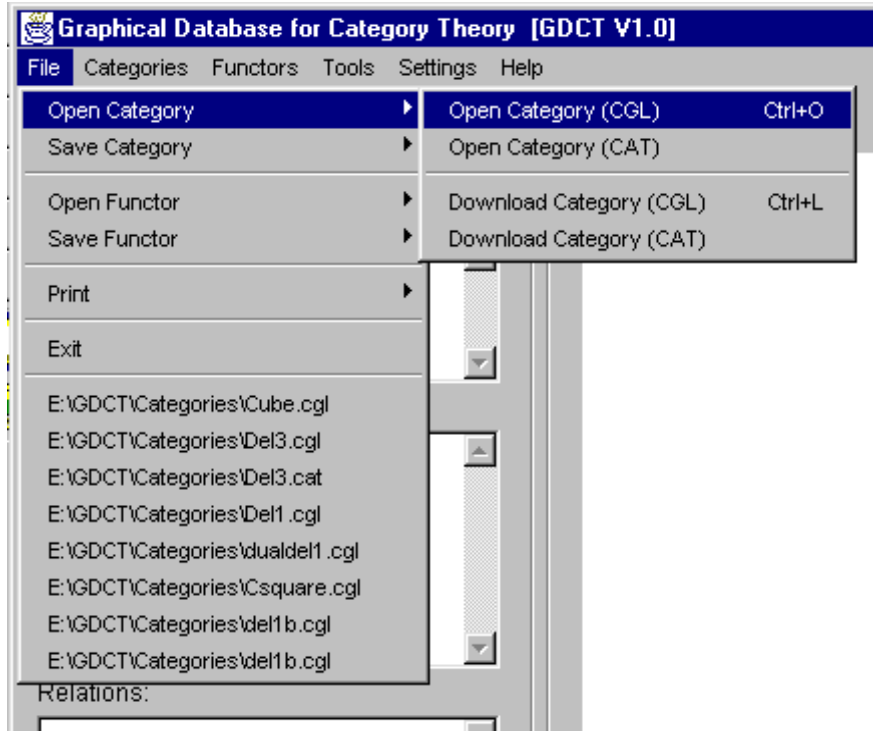 Graphical Database for Category Theory [GDCT V1.0]
File Categories Functors Tools Settings Help
Open Category
Save Category
Open Functor
Save Functor
Print
Exit
E:\GDCT\Categories\Cube.cgl
E:\GDCT\Categories\Del3.cgl
E:\GDCT\Categories\Del3.cat
E:\GDCT\Categories\Del1.cgl
E:\GDCT\Categories\dualdel1.cgl
E:\GDCT\Categories\Csquare.cgl
E:\GDCT\Categories\del1b.cgl
E:\GDCT\Categories\del1b.cgl
Open Category (CGL) Ctrl+O
Open Category (CAT)
Download Category (CGL) Ctrl+L
Download Category (CAT)
Relations: